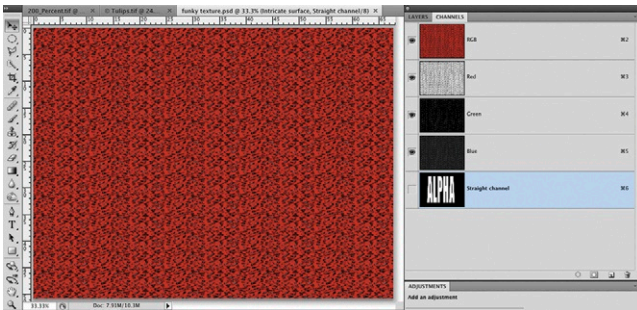 200_Percent.tif @ ...
© Tulips.tif @ 24...
funky texture.psd @ 33.3% (Intricate surface, Straight channel/8)
LAYERS CHANNELS
RGB ⌘2
Red ⌘3
Green ⌘4
Blue ⌘5
ALPHA
Straight channel ⌘6
33.33% Doc: 7.91M/10.3M
ADJUSTMENTS
Add an adjustment